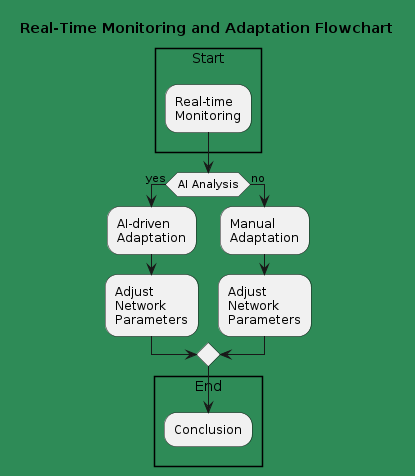 Real-Time Monitoring and Adaptation Flowchart
Start
Real-time
Monitoring
AI Analysis
yes
no
AI-driven
Adaptation
Manual
Adaptation
Adjust
Network
Parameters
Adjust
Network
Parameters
End
Conclusion